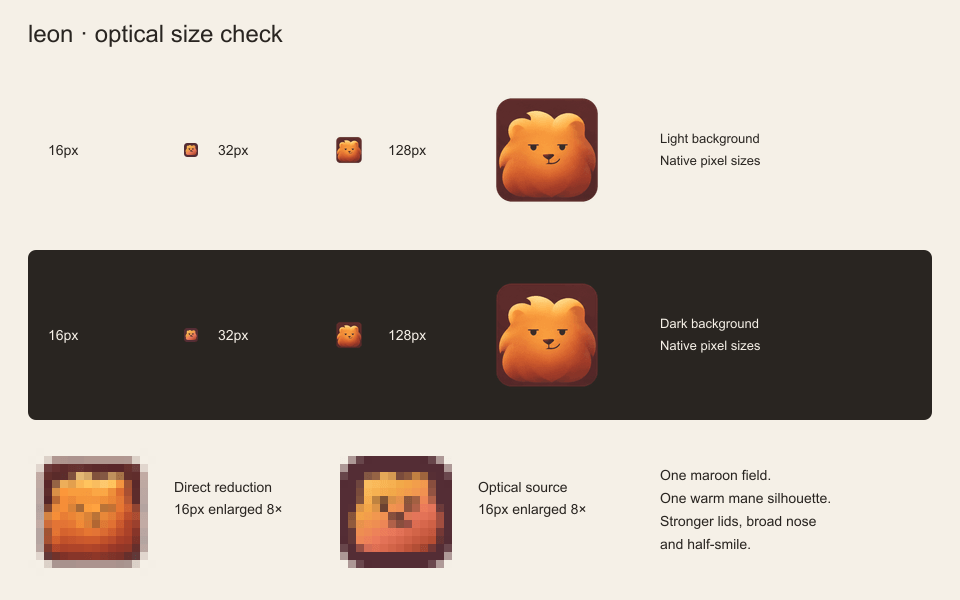 leon · optical size check
16px
32px
128px
Light background
Native pixel sizes
16px
32px
128px
Dark background
Native pixel sizes
Direct reduction
16px enlarged 8×
Optical source
16px enlarged 8×
One maroon field.
One warm mane silhouette.
Stronger lids, broad nose
and half-smile.